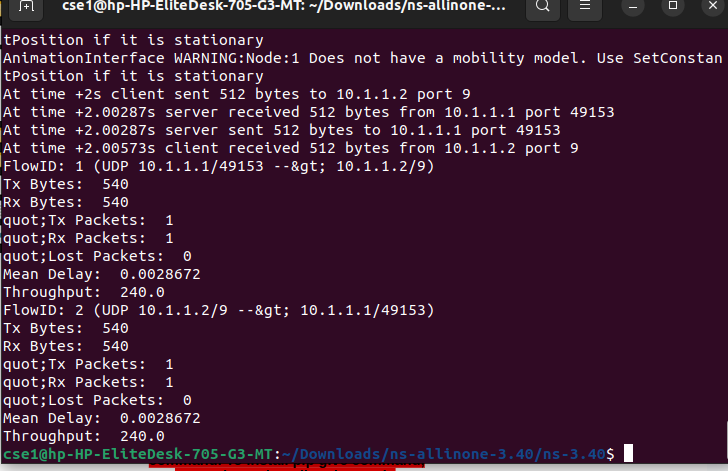 cse1@hp-HP-EliteDesk-705-G3-MT: ~/Downloads/ns-allinone-...
tPosition if it is stationary
AnimationInterface WARNING:Node:1 Does not have a mobility model. Use SetConstan
tPosition if it is stationary
At time +2s client sent 512 bytes to 10.1.1.2 port 9
At time +2.00287s server received 512 bytes from 10.1.1.1 port 49153
At time +2.00287s server sent 512 bytes to 10.1.1.1 port 49153
At time +2.00573s client received 512 bytes from 10.1.1.2 port 9
FlowID: 1 (UDP 10.1.1.1/49153 --&gt; 10.1.1.2/9)
Tx Bytes:  540
Rx Bytes:  540
quot;Tx Packets:  1
quot;Rx Packets:  1
quot;Lost Packets:  0
Mean Delay:  0.0028672
Throughput:  240.0
FlowID: 2 (UDP 10.1.1.2/9 --&gt; 10.1.1.1/49153)
Tx Bytes:  540
Rx Bytes:  540
quot;Tx Packets:  1
quot;Rx Packets:  1
quot;Lost Packets:  0
Mean Delay:  0.0028672
Throughput:  240.0
cse1@hp-HP-EliteDesk-705-G3-MT:~/Downloads/ns-allinone-3.40/ns-3.40$